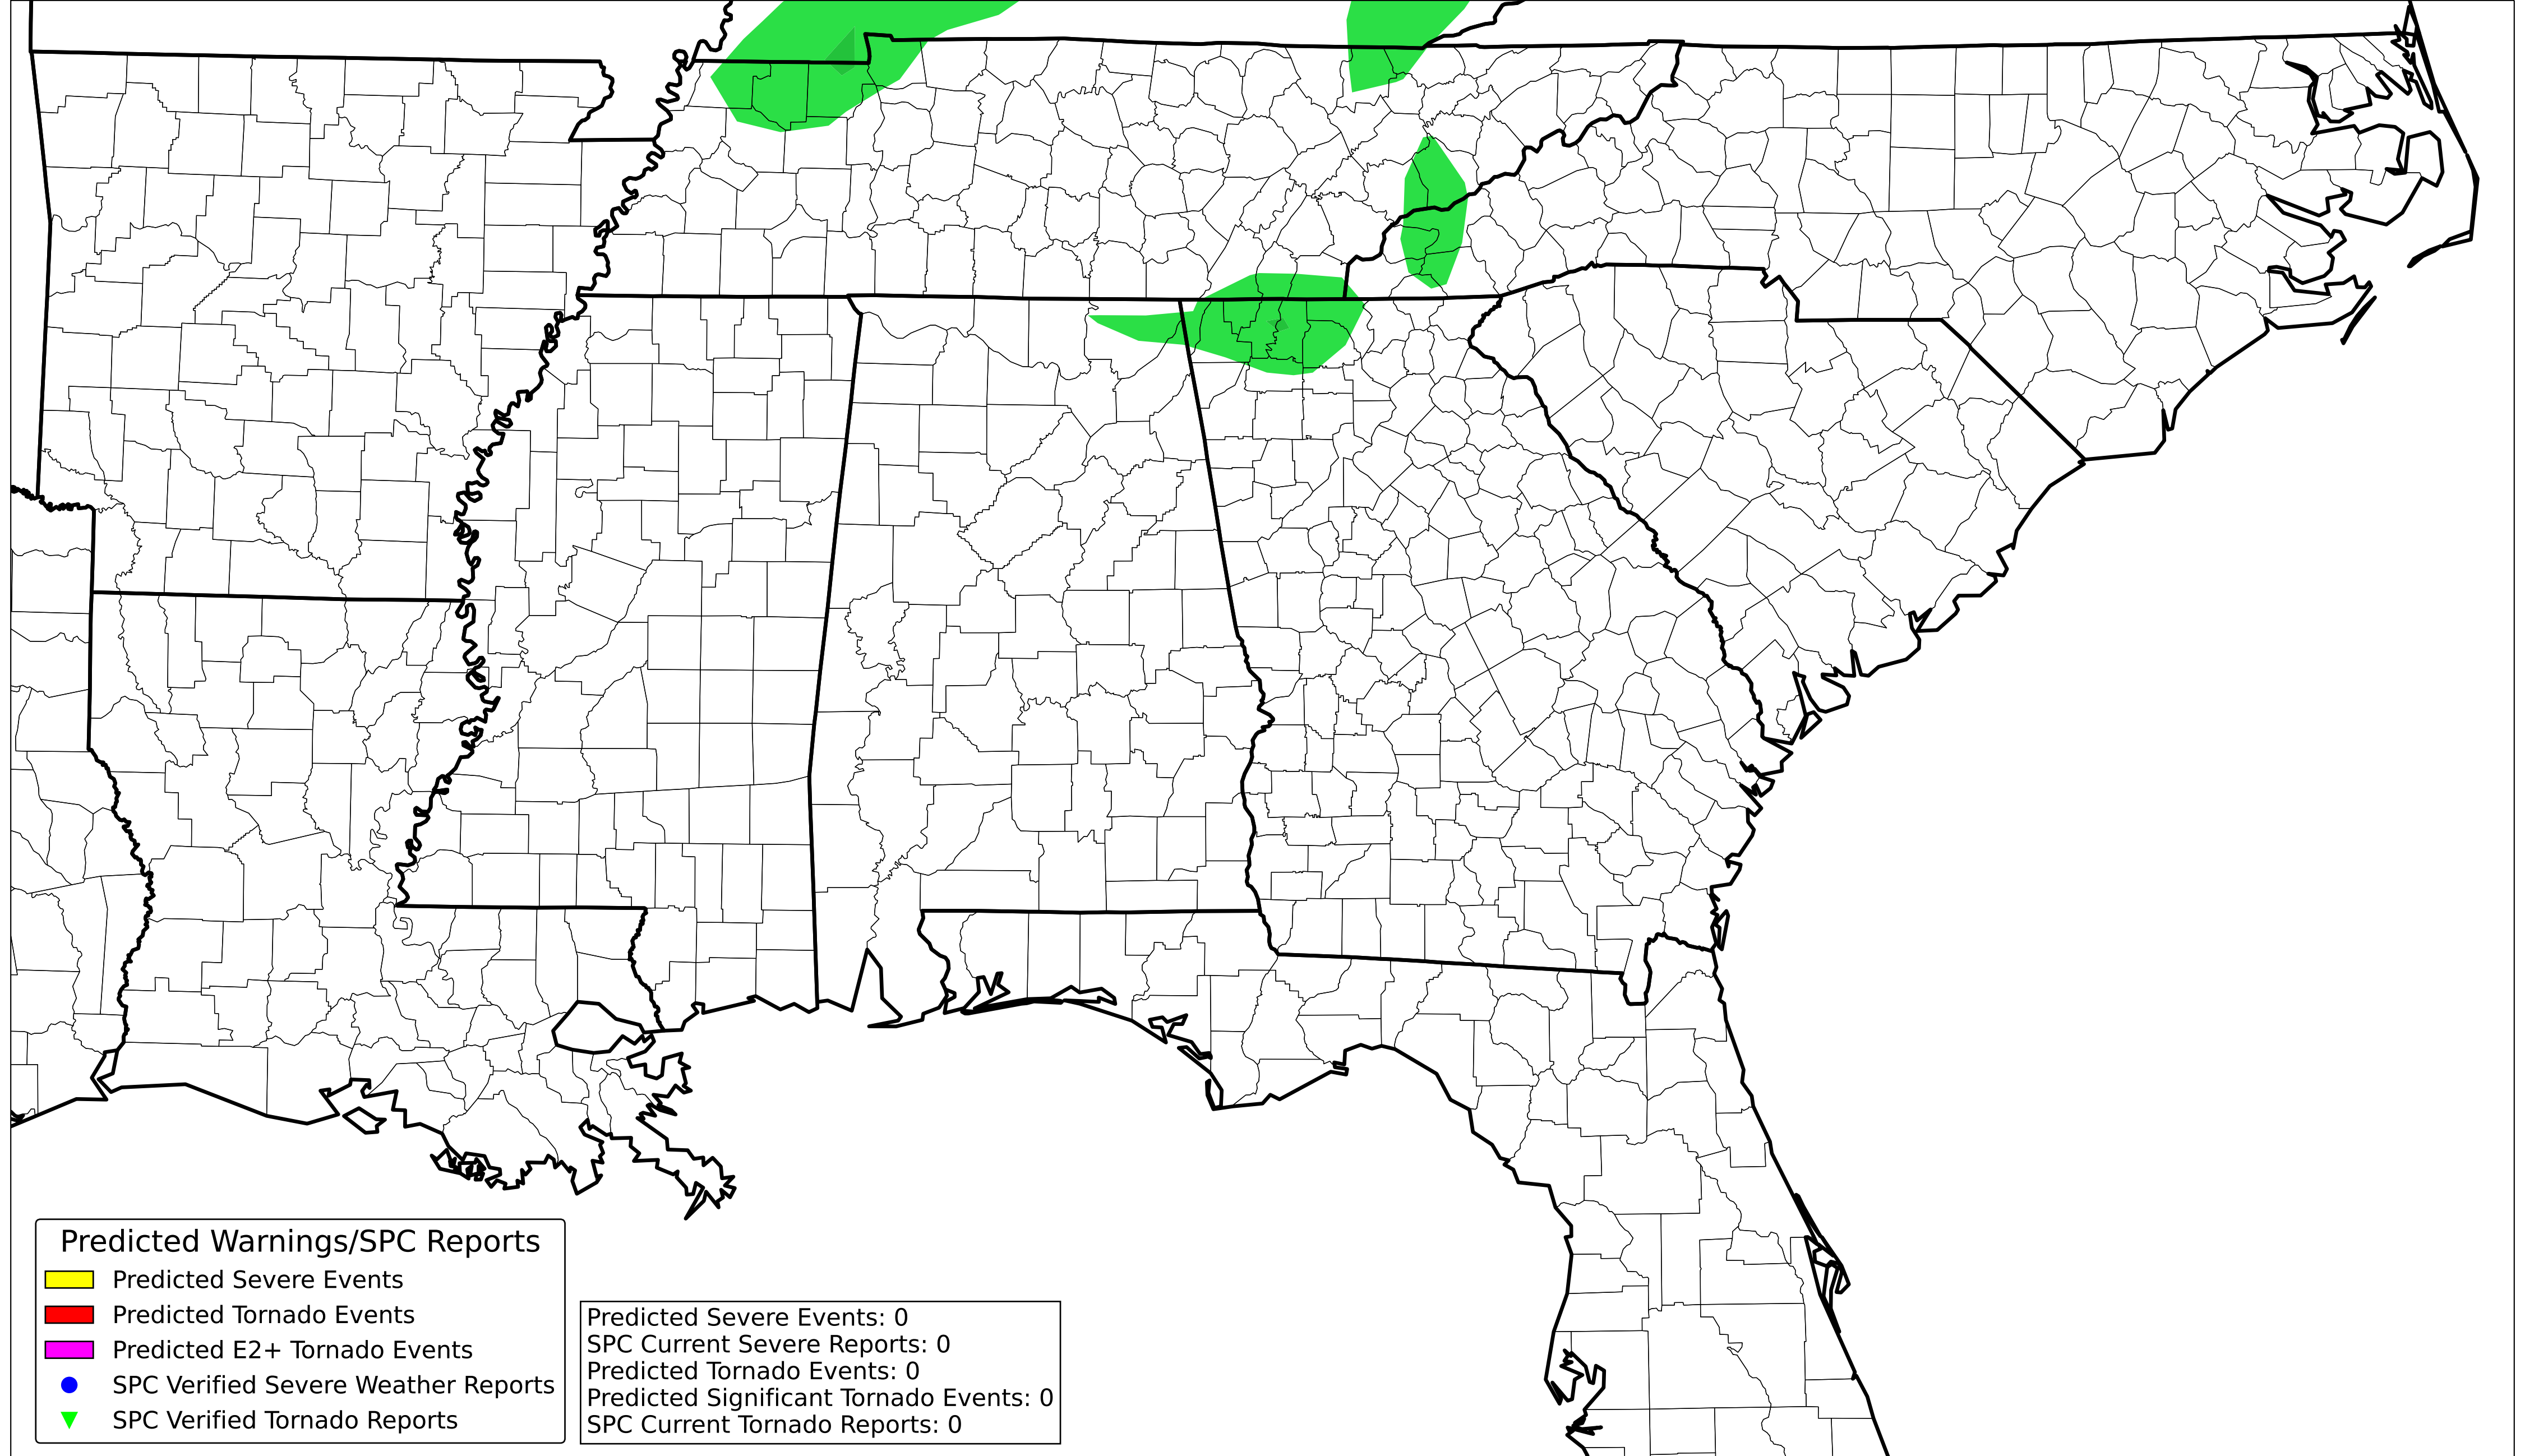 Predicted Warnings/SPC Reports
Predicted Severe Events
Predicted Tornado Events
Predicted E2+ Tornado Events
SPC Verified Severe Weather Reports
SPC Verified Tornado Reports
Predicted Severe Events: 0
SPC Current Severe Reports: 0
Predicted Tornado Events: 0
Predicted Significant Tornado Events: 0
SPC Current Tornado Reports: 0